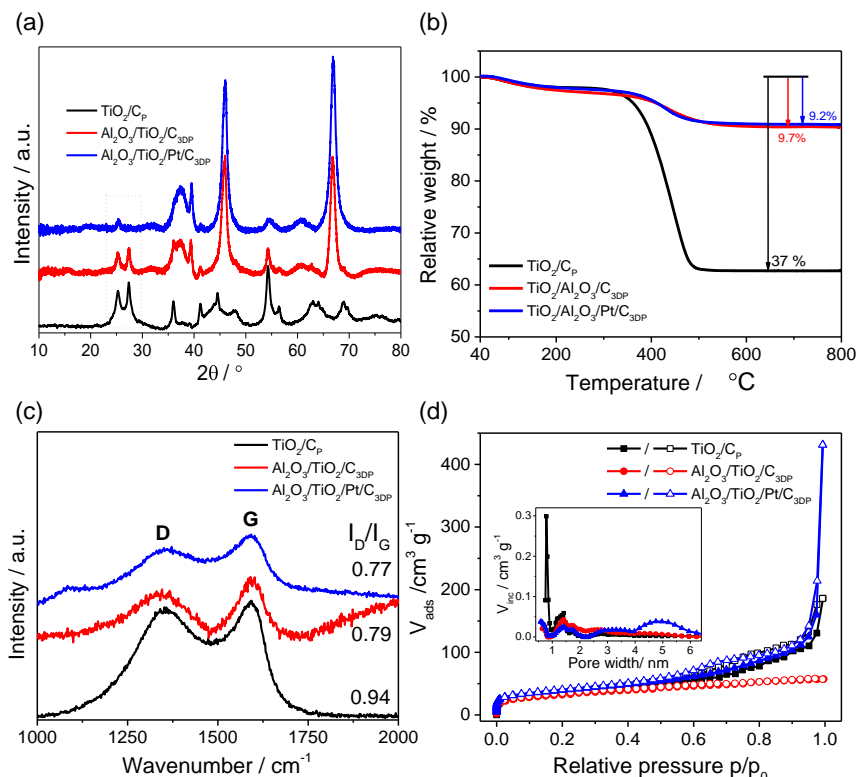 (a)
TiO₂/Cₚ
Al₂O₃/TiO₂/C₃DP
Al₂O₃/TiO₂/Pt/C₃DP
Intensity / a.u.
10 20 30 40 50 60 70 80
2θ / °
(b)
100
90
80
70
60
50
9.2%
9.7%
37 %
TiO₂/Cₚ
TiO₂/Al₂O₃/C₃DP
TiO₂/Al₂O₃/Pt/C₃DP
Relative weight / %
40 200 400 600 800
Temperature / °C
(c)
TiO₂/Cₚ
Al₂O₃/TiO₂/C₃DP
Al₂O₃/TiO₂/Pt/C₃DP
D G I_D/I_G
0.77
0.79
0.94
Intensity / a.u.
1000 1250 1500 1750 2000
Wavenumber / cm⁻¹
(d)
/ TiO₂/Cₚ
/ Al₂O₃/TiO₂/C₃DP
/ Al₂O₃/TiO₂/Pt/C₃DP
400
300
200
100
50
0
V_ads /cm³ g⁻¹
0.3
0.2
0.1
0.0
V_inc / cm³ g⁻¹
1 2 3 4 5 6
Pore width/ nm
0.0 0.2 0.4 0.6 0.8 1.0
Relative pressure p/p₀